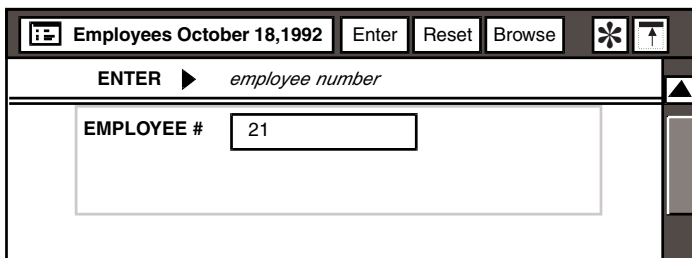 Employees October 18,1992 Enter Reset Browse
ENTER employee number
EMPLOYEE # 21